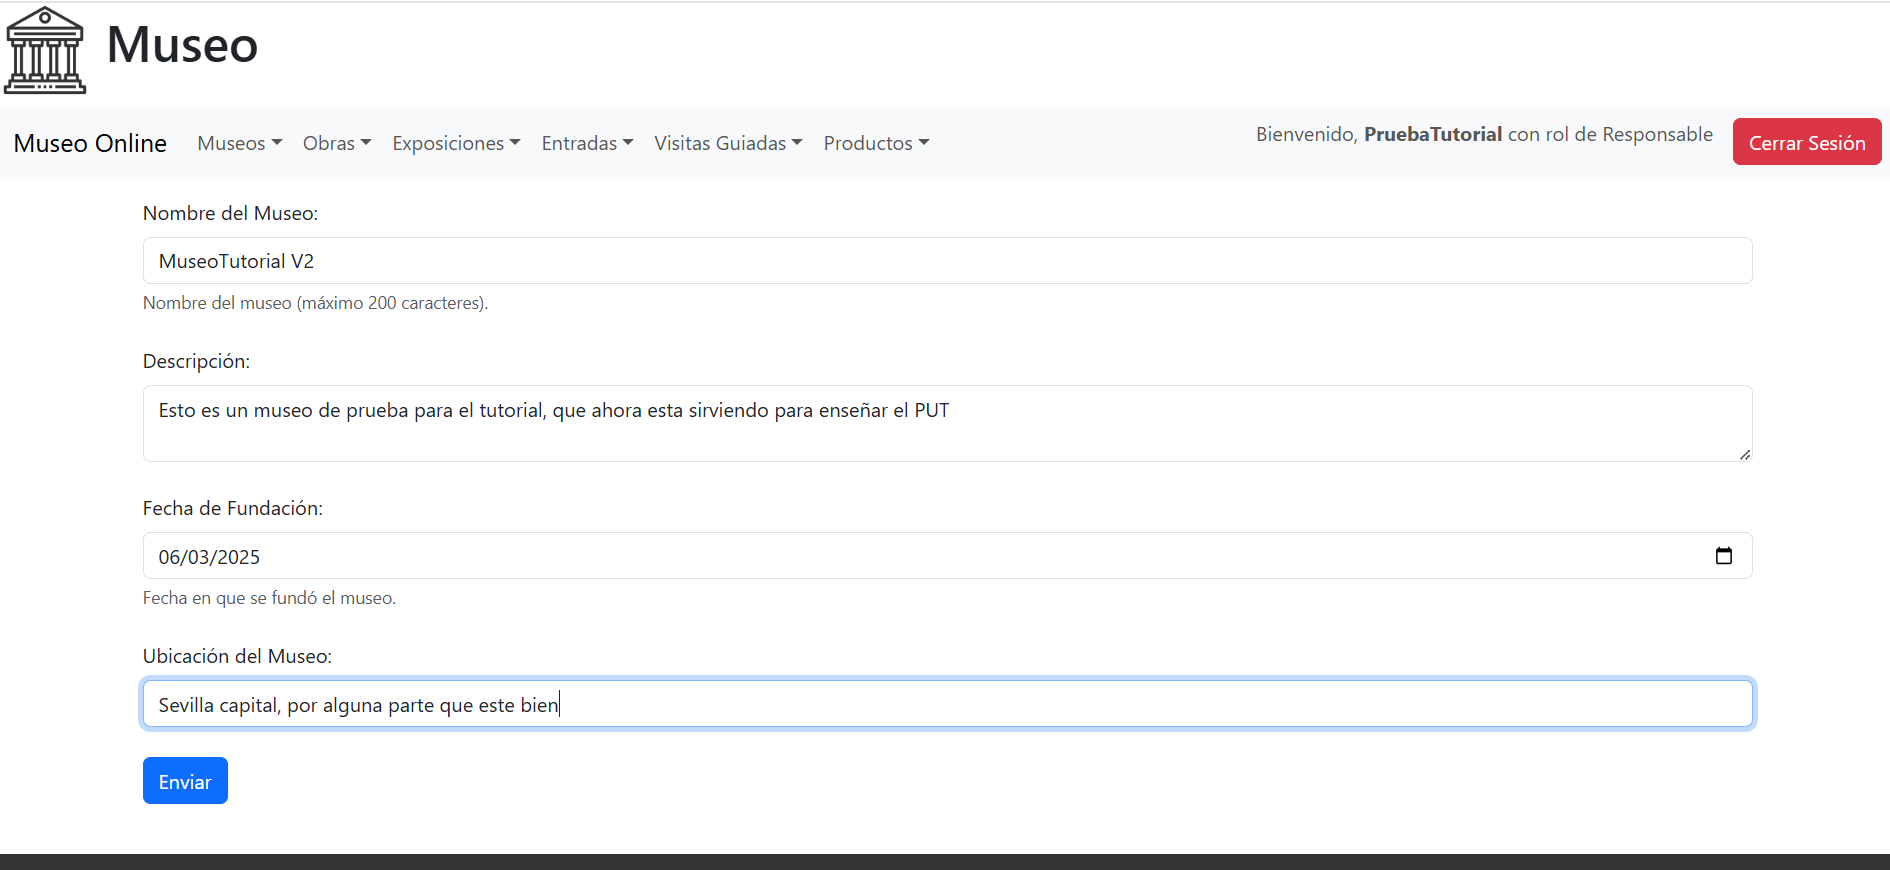 Museo
Museo Online Museos Obras Exposiciones Entradas Visitas Guiadas Productos Bienvenido, PruebaTutorial con rol de Responsable Cerrar Sesión
Nombre del Museo:
MuseoTutorial V2
Nombre del museo (máximo 200 caracteres).
Descripción:
Esto es un museo de prueba para el tutorial, que ahora esta sirviendo para enseñar el PUT
Fecha de Fundación:
06/03/2025
Fecha en que se fundó el museo.
Ubicación del Museo:
Sevilla capital, por alguna parte que este bien
Enviar